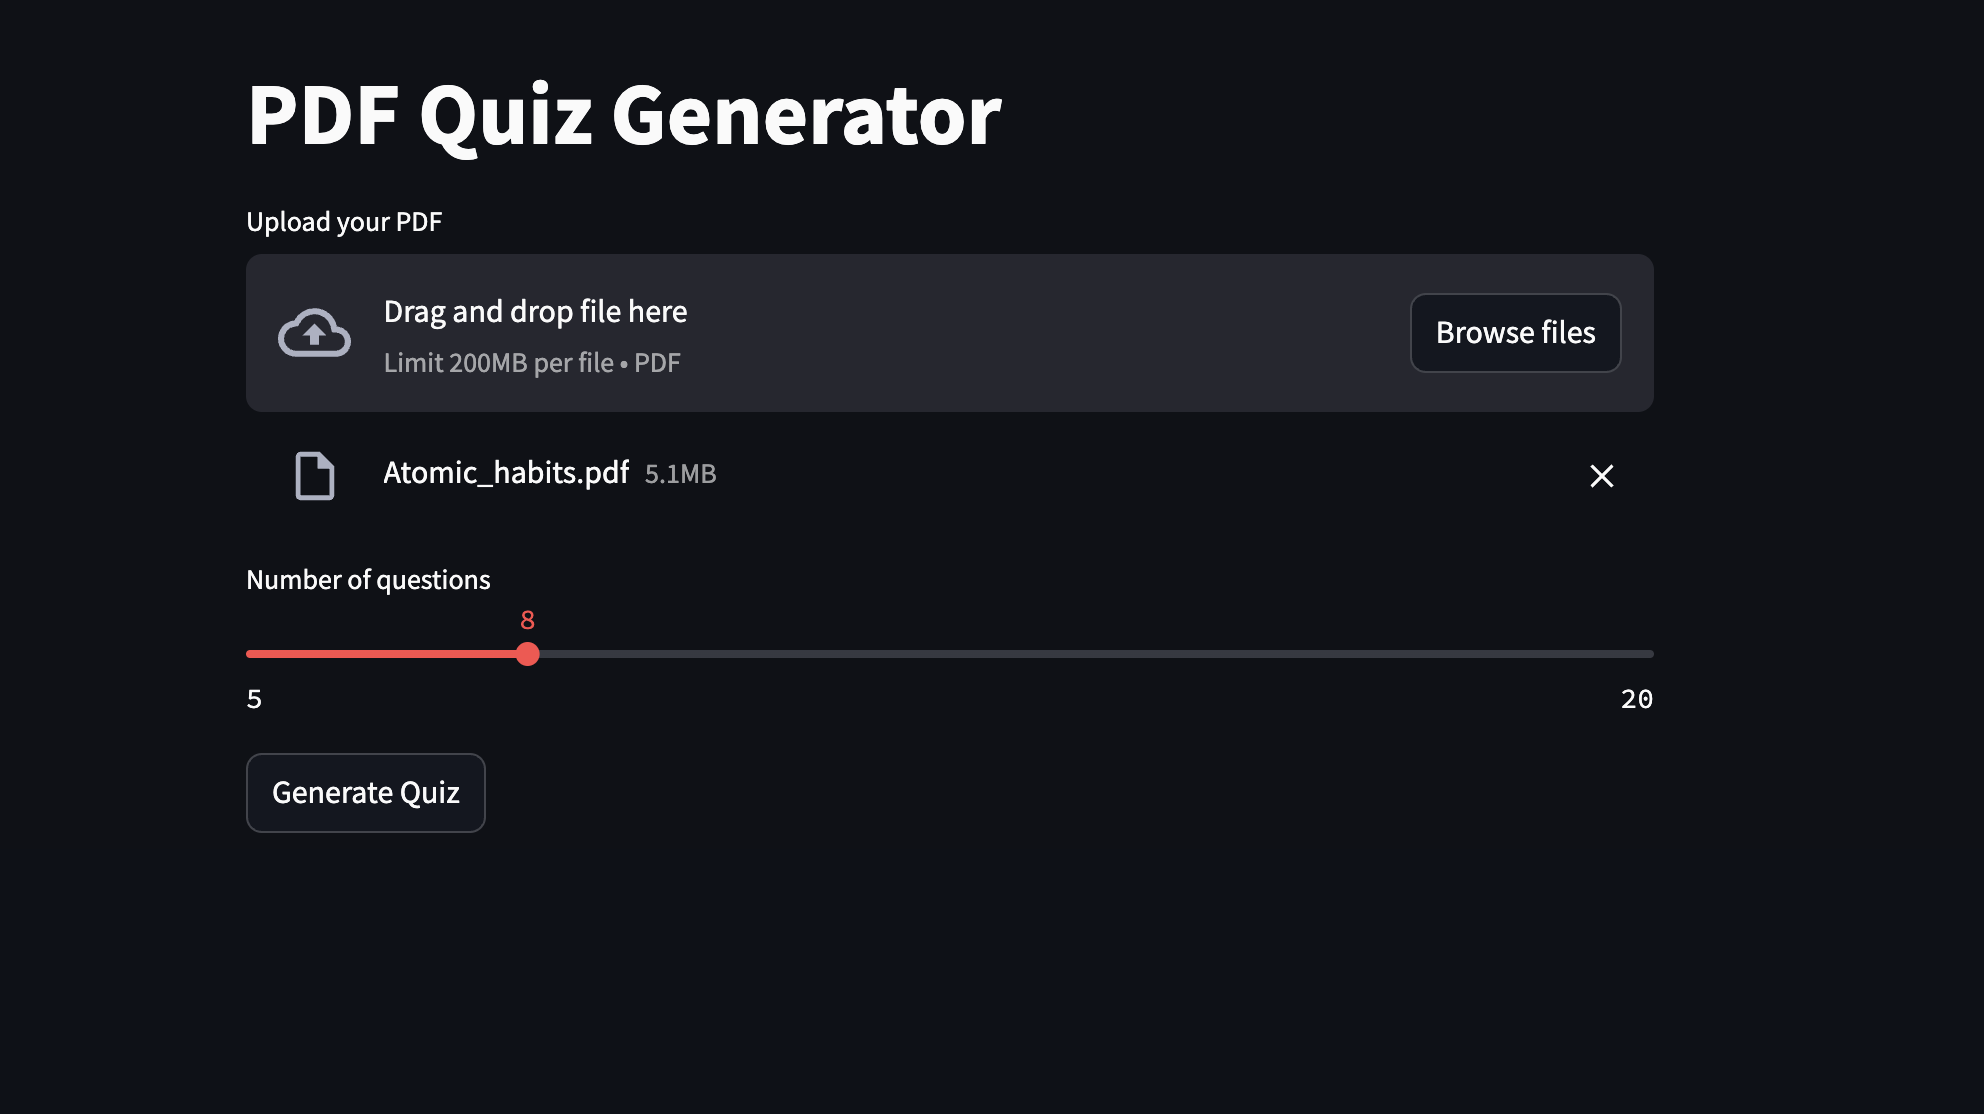 PDF Quiz Generator
Upload your PDF
Drag and drop file here
Limit 200MB per file • PDF
Browse files
Atomic_habits.pdf 5.1MB
Number of questions
8
5
20
Generate Quiz